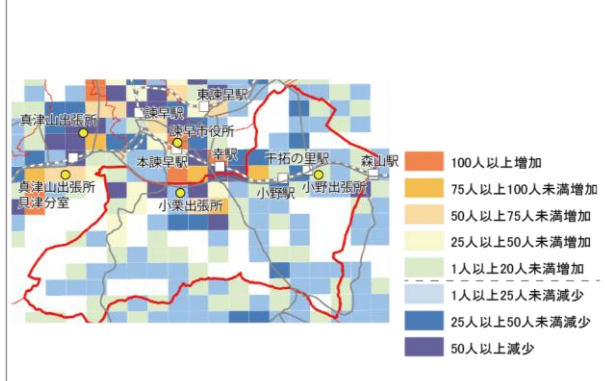 東諫早駅
諫早駅
真津山出張所
諫早市役所
本諫早駅
幸駅
干拓の里駅
森山駅
真津山出張所
貝津分室
小栗出張所
小野駅
小野出張所
100人以上増加
75人以上100人未満増加
50人以上75人未満増加
25人以上50人未満増加
1人以上20人未満増加
1人以上25人未満減少
25人以上50人未満減少
50人以上減少